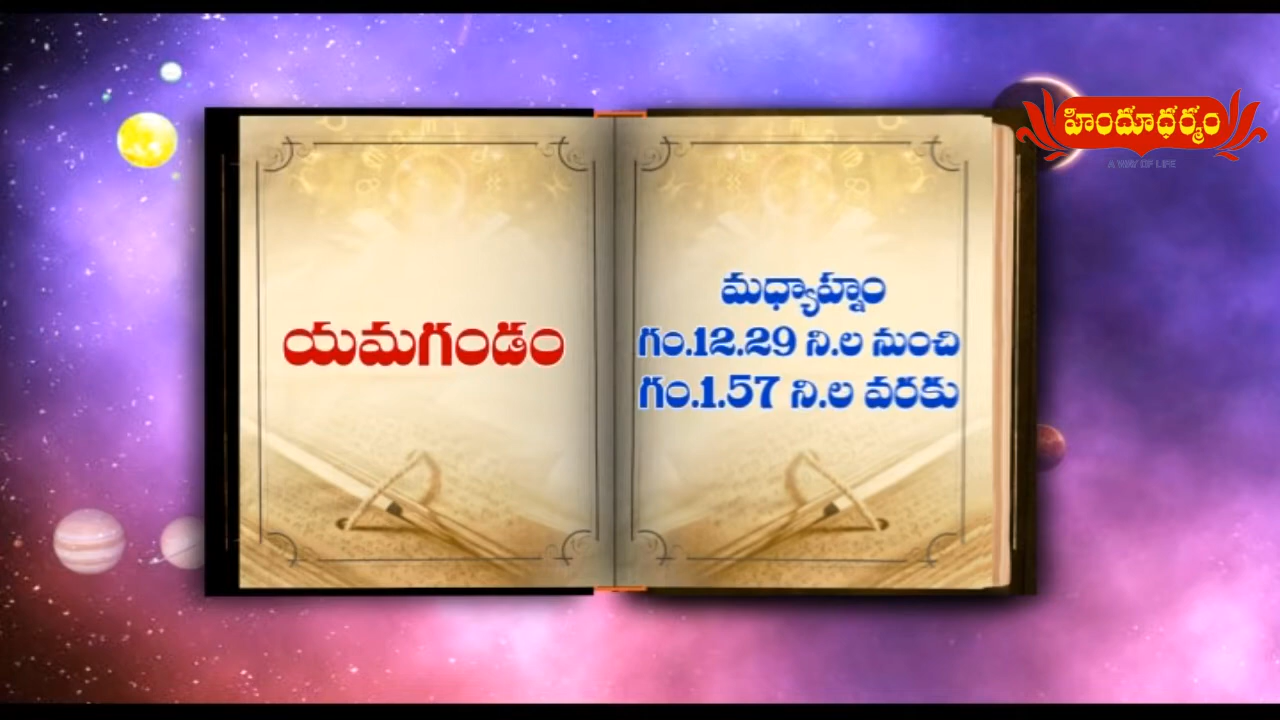 హిందూధర్మం
A WAY OF LIFE
యమగండం
మధ్యాహ్నం
గం.12.29 ని.ల నుంచి
గం.1.57 ని.ల వరకు